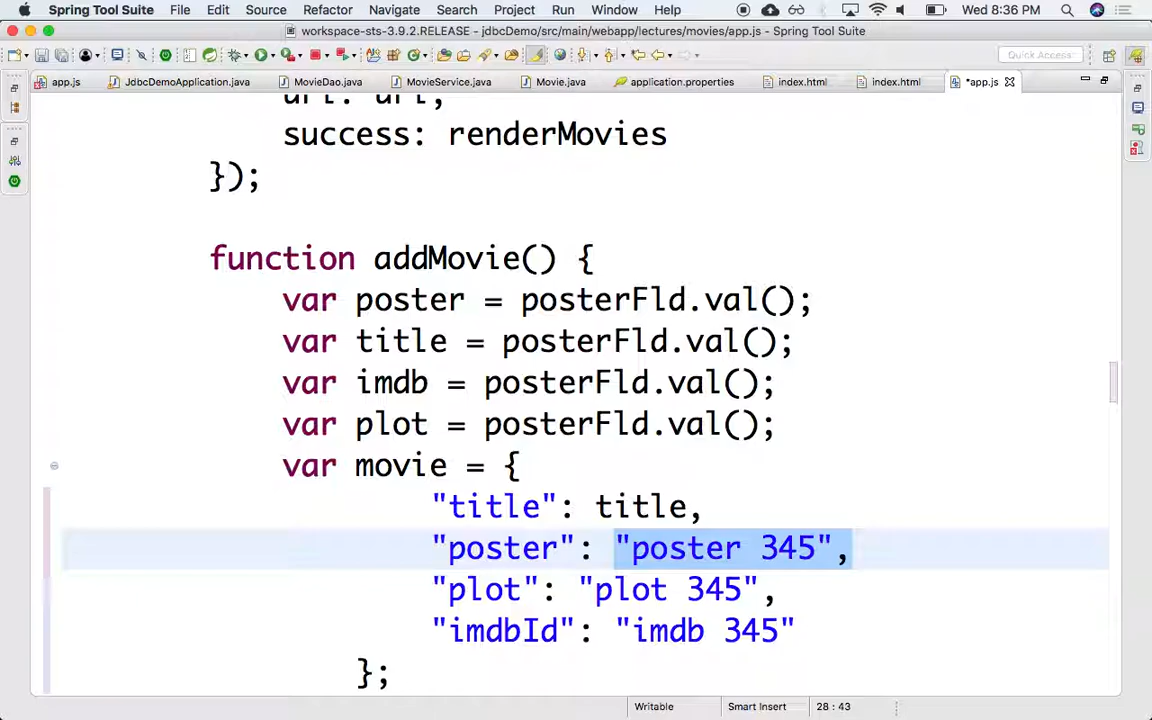 Spring Tool Suite File Edit Source Refactor Navigate Search Project Run Window Help Wed 8:36 PM
workspace-sts-3.9.2.RELEASE - jdbcDemo/src/main/webapp/lectures/movies/app.js - Spring Tool Suite
Quick Access
app.js JdbcDemoApplication.java MovieDao.java MovieService.java Movie.java application.properties index.html index.html *app.js
url: url,
success: renderMovies
});
function addMovie() {
var poster = posterFld.val();
var title = posterFld.val();
var imdb = posterFld.val();
var plot = posterFld.val();
var movie = {
"title": title,
"poster": "poster 345",
"plot": "plot 345",
"imdbId": "imdb 345"
};
Writable Smart Insert 28 : 43